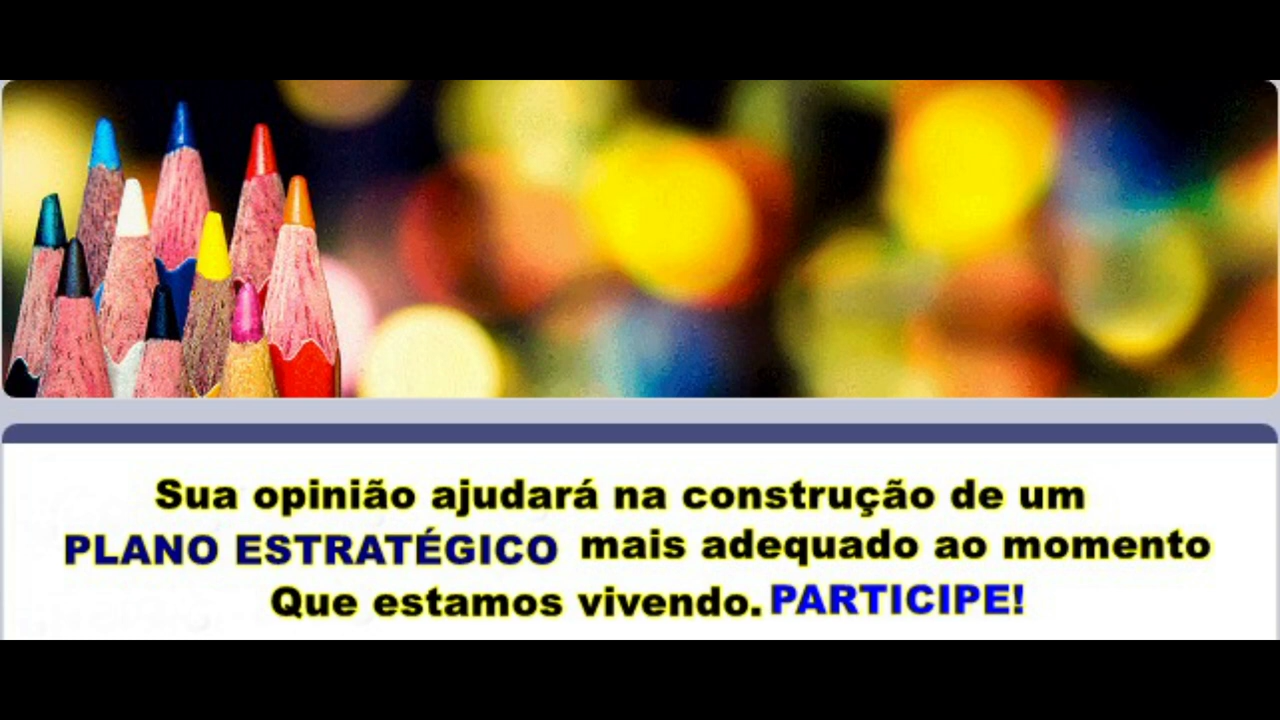 Sua opinião ajudará na construção de um
PLANO ESTRATÉGICO mais adequado ao momento
Que estamos vivendo. PARTICIPE!